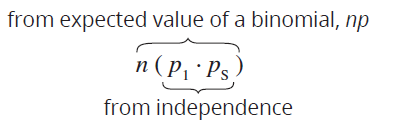 from expected value of a binomial, np
n ( p₁ · pₛ )
from independence